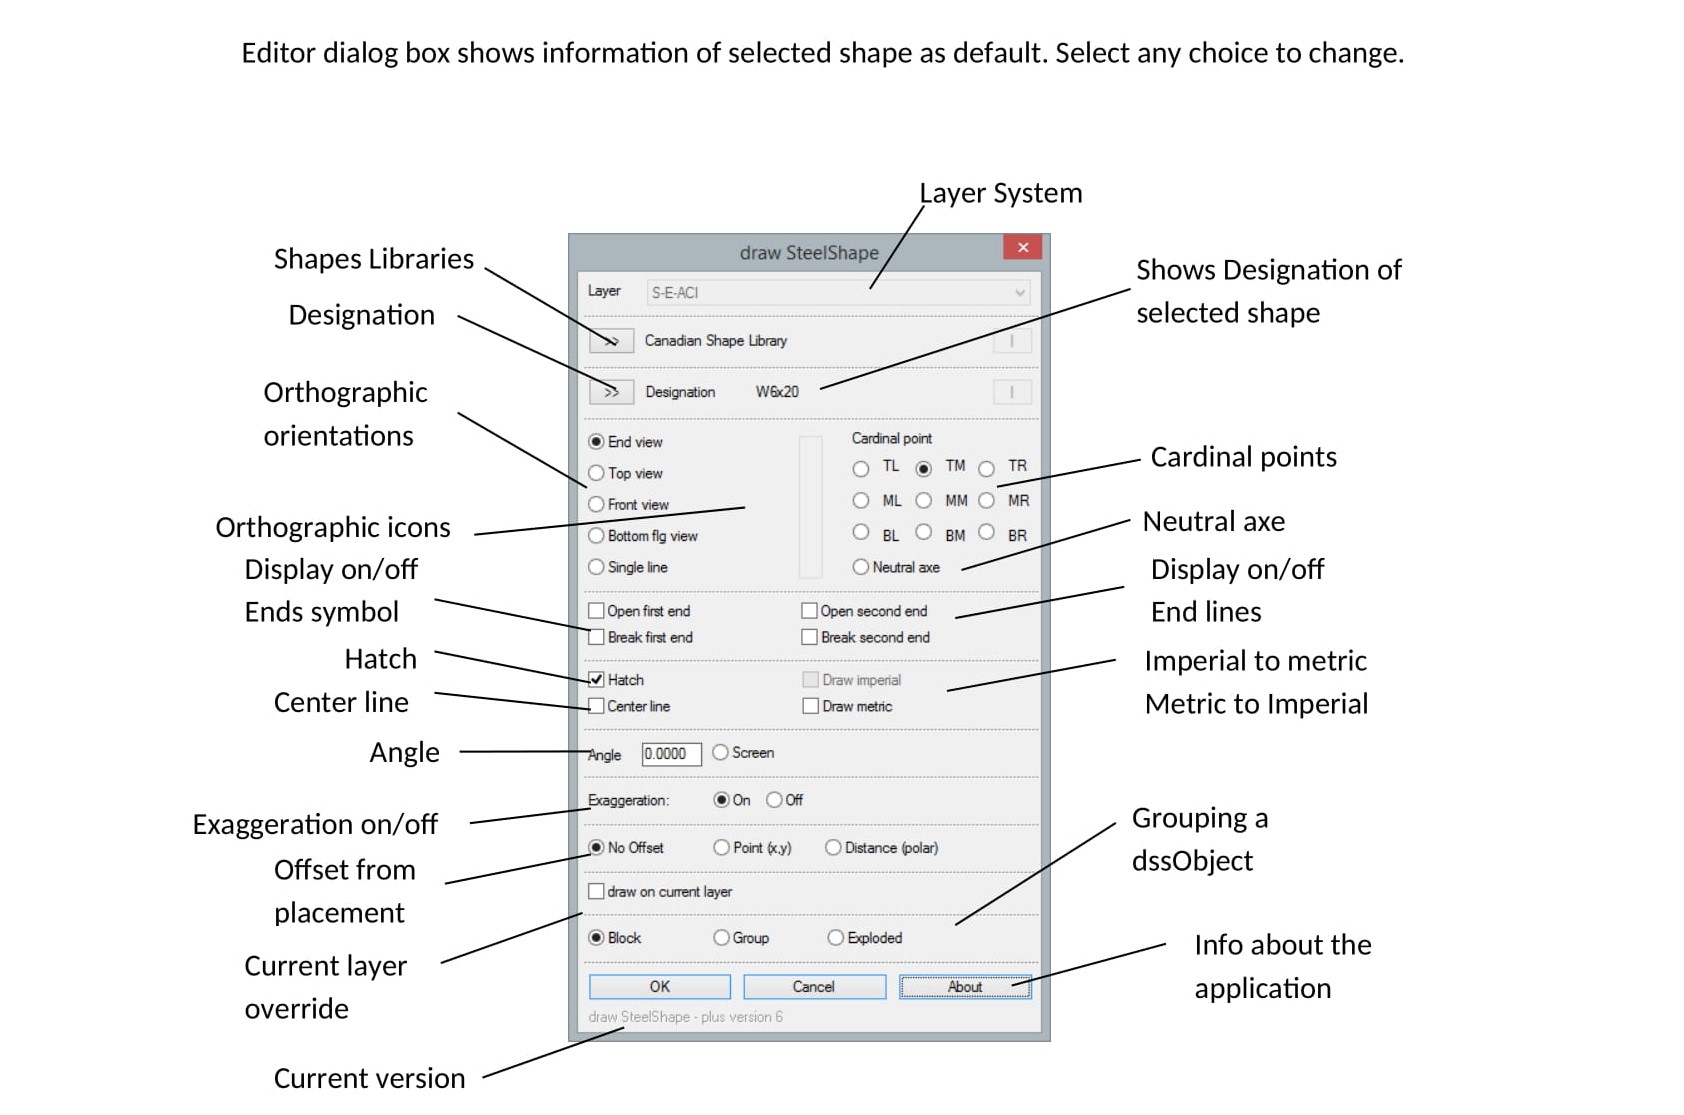 Editor dialog box shows information of selected shape as default. Select any choice to change.
Layer System
Shapes Libraries
Designation
Orthographic
orientations
Orthographic icons
Display on/off
Ends symbol
Hatch
Center line
Angle
Exaggeration on/off
Offset from
placement
Current layer
override
Current version
draw SteelShape
Layer S-E-ACI
>> Canadian Shape Library I
>> Designation W6x20 I
End view
Top view
Front view
Bottom flg view
Single line
Cardinal point
TL TM TR
ML MM MR
BL BM BR
Neutral axe
Open first end Open second end
Break first end Break second end
Hatch Draw imperial
Center line Draw metric
Angle 0.0000 Screen
Exaggeration: On Off
No Offset Point (x,y) Distance (polar)
draw on current layer
Block Group Exploded
OK Cancel About
draw SteelShape - plus version 6
Shows Designation of
selected shape
Cardinal points
Neutral axe
Display on/off
End lines
Imperial to metric
Metric to Imperial
Grouping a
dssObject
Info about the
application